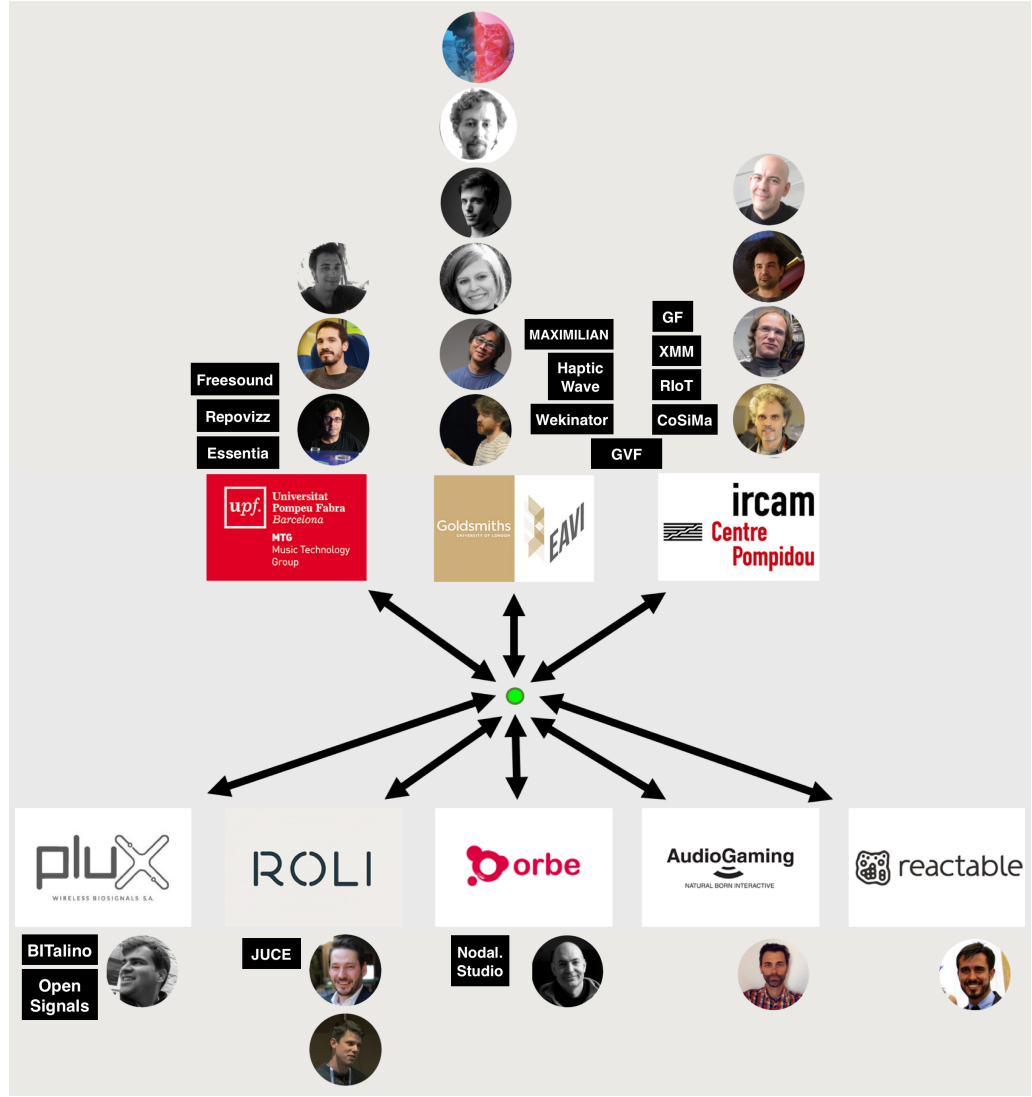 MAXIMILIAN
Haptic
Wave
Wekinator
GF
XMM
RIoT
CoSiMa
GVF
Freesound
Repovizz
Essentia
upf.
Universitat
Pompeu Fabra
Barcelona
MTG
Music Technology
Group
Goldsmiths
UNIVERSITY OF LONDON
EAVI
ircam
Centre
Pompidou
plux
WIRELESS BIOSIGNALS S.A.
ROLI
orbe
AudioGaming
NATURAL BORN INTERACTIVE
reactable
BITalino
Open
Signals
JUCE
Nodal.
Studio